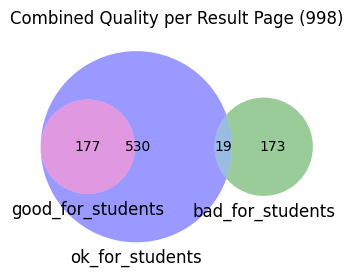 Combined Quality per Result Page (998)
177 530 19 173
good_for_students
bad_for_students
ok_for_students